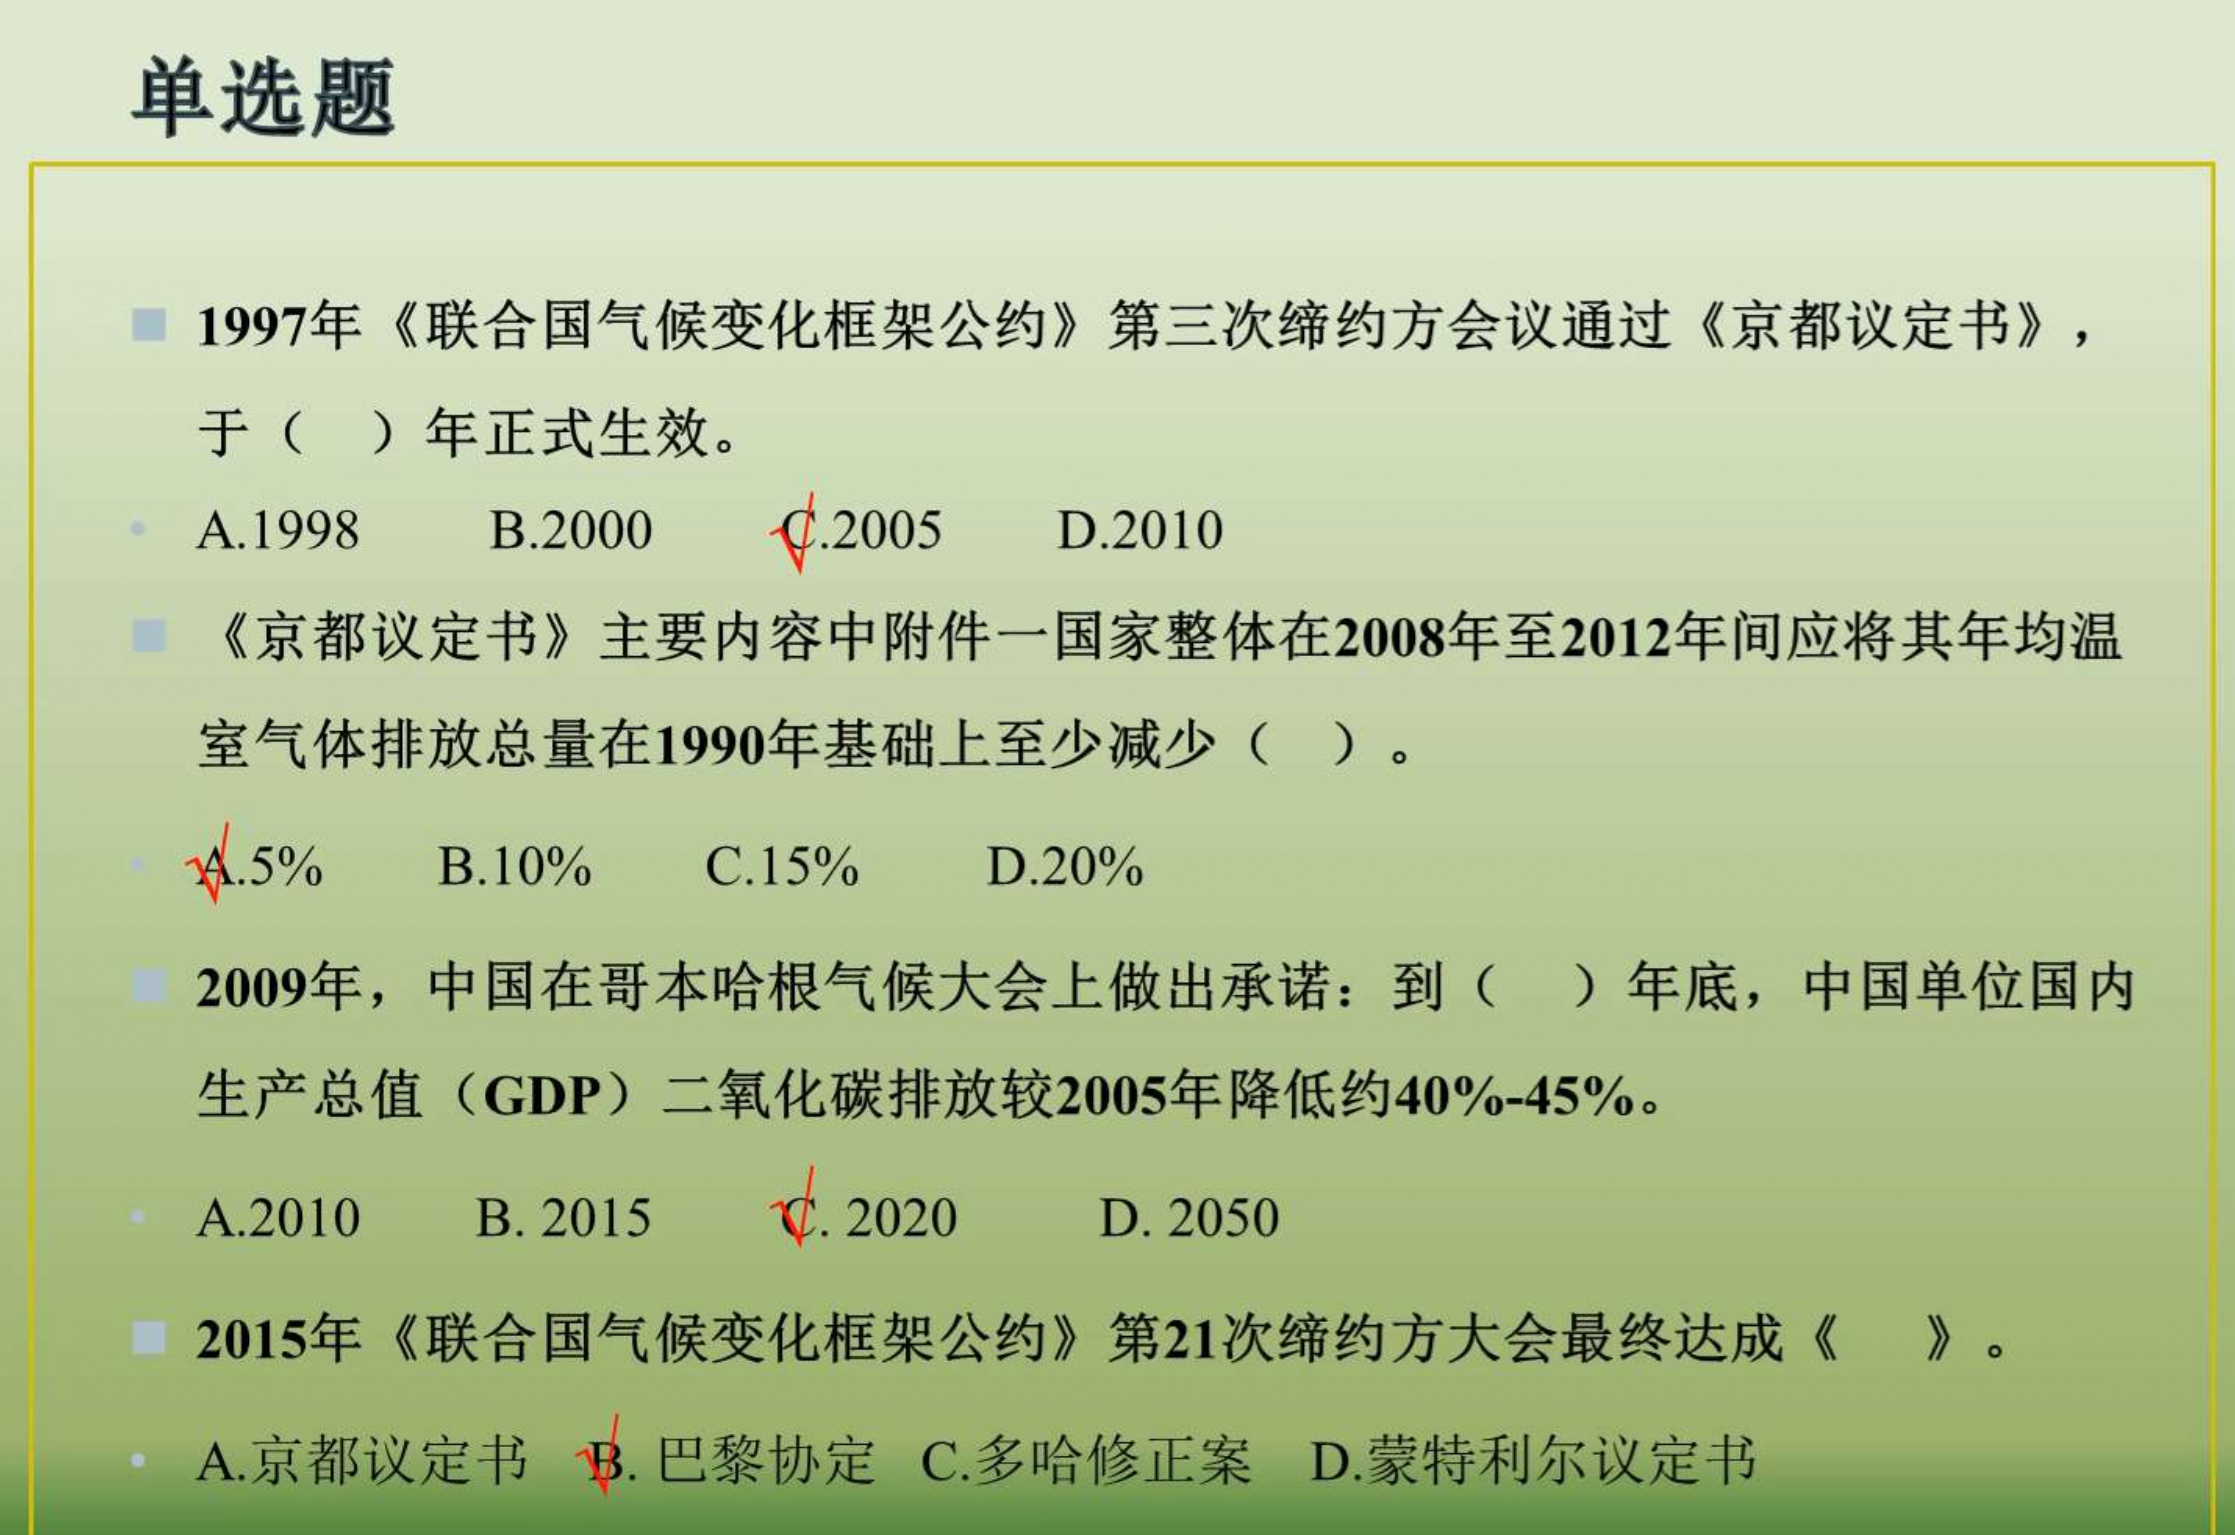 单选题
1997年《联合国气候变化框架公约》第三次缔约方会议通过《京都议定书》，
于（ ）年正式生效。
A.1998 B.2000 C.2005 D.2010
《京都议定书》主要内容中附件一国家整体在2008年至2012年间应将其年均温
室气体排放总量在1990年基础上至少减少（ ）。
A.5% B.10% C.15% D.20%
2009年，中国在哥本哈根气候大会上做出承诺：到（ ）年底，中国单位国内
生产总值（GDP）二氧化碳排放较2005年降低约40%-45%。
A.2010 B. 2015 C. 2020 D. 2050
2015年《联合国气候变化框架公约》第21次缔约方大会最终达成《 》。
A.京都议定书 B. 巴黎协定 C.多哈修正案 D.蒙特利尔议定书